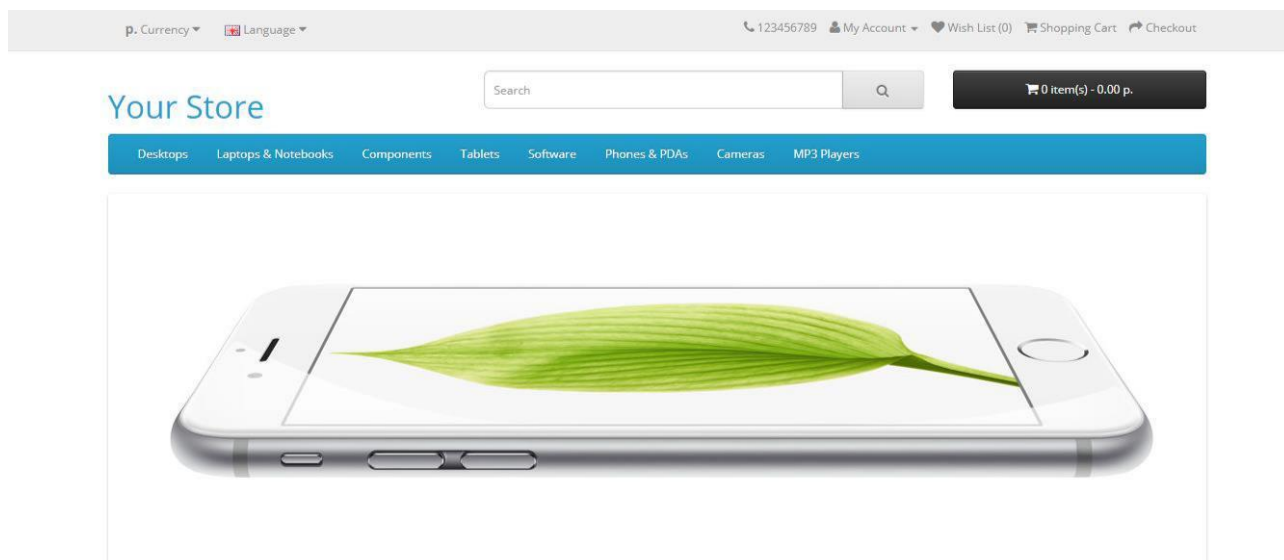 p. Currency Language 123456789 My Account Wish List (0) Shopping Cart Checkout
Your Store Search 0 item(s) - 0.00 p.
Desktops Laptops & Notebooks Components Tablets Software Phones & PDAs Cameras MP3 Players